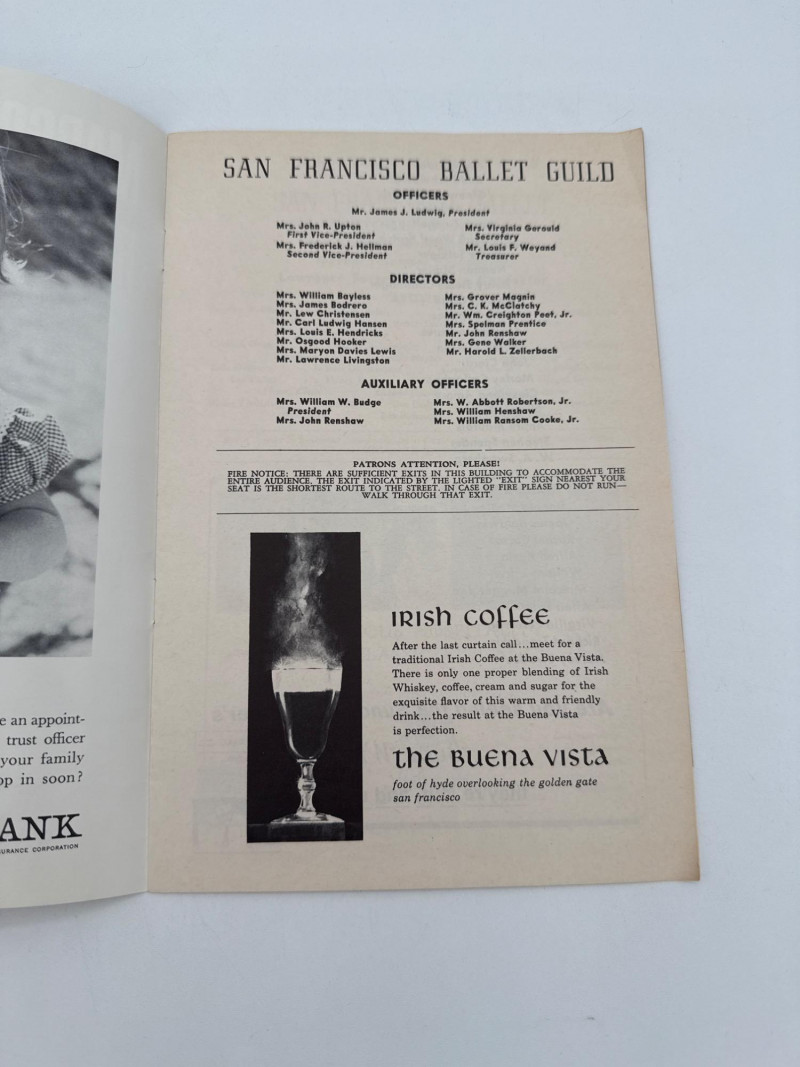 e an appoint-
trust officer
your family
op in soon?
ANK
URANCE CORPORATION
SAN FRANCISCO BALLET GUILD
OFFICERS
Mr. James J. Ludwig, President
Mrs. John R. Upton
First Vice-President
Mrs. Frederick J. Hellman
Second Vice-President
Mrs. Virginia Gerould
Secretary
Mr. Louis F. Weyand
Treasurer
DIRECTORS
Mrs. William Bayless
Mrs. James Bodrero
Mr. Lew Christensen
Mr. Carl Ludwig Hansen
Mrs. Louis E. Hendricks
Mr. Osgood Hooker
Mrs. Maryon Davies Lewis
Mr. Lawrence Livingston
Mrs. Grover Magnin
Mrs. C. K. McClatchy
Mr. Wm. Creighton Peet, Jr.
Mrs. Spelman Prentice
Mr. John Renshaw
Mrs. Gene Walker
Mr. Harold L. Zellerbach
AUXILIARY OFFICERS
Mrs. William W. Budge
President
Mrs. John Renshaw
Mrs. W. Abbott Robertson, Jr.
Mrs. William Henshaw
Mrs. William Ransom Cooke, Jr.
PATRONS ATTENTION, PLEASE!
FIRE NOTICE: THERE ARE SUFFICIENT EXITS IN THIS BUILDING TO ACCOMMODATE THE
ENTIRE AUDIENCE. THE EXIT INDICATED BY THE LIGHTED "EXIT" SIGN NEAREST YOUR
SEAT IS THE SHORTEST ROUTE TO THE STREET. IN CASE OF FIRE PLEASE DO NOT RUN—
WALK THROUGH THAT EXIT.
IRISH COFFEE
After the last curtain call...meet for a
traditional Irish Coffee at the Buena Vista.
There is only one proper blending of Irish
Whiskey, coffee, cream and sugar for the
exquisite flavor of this warm and friendly
drink...the result at the Buena Vista
is perfection.
the BUENA VISTA
foot of hyde overlooking the golden gate
san francisco